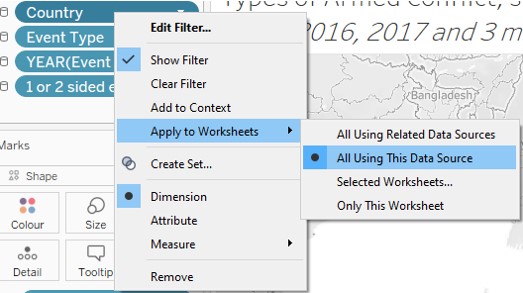 Country
Event Type
YEAR(Event
1 or 2 sided e
Types of Armed Conflict, s
2016, 2017 and 3 m
Edit Filter...
Show Filter
Clear Filter
Add to Context
Apply to Worksheets
Create Set...
Dimension
Attribute
Measure
Remove
All Using Related Data Sources
All Using This Data Source
Selected Worksheets...
Only This Worksheet
Bangladesh
Marks
Shape
Colour
Size
Detail
Tooltip